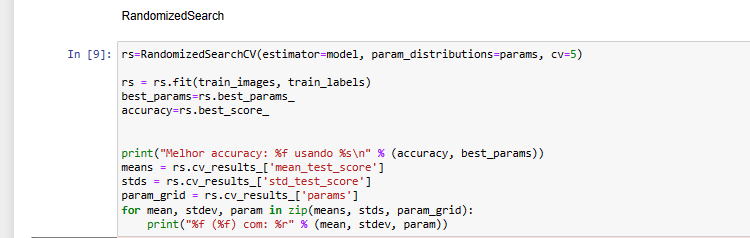 RandomizedSearch
In [9]: rs=RandomizedSearchCV(estimator=model, param_distributions=params, cv=5)
rs = rs.fit(train_images, train_labels)
best_params=rs.best_params_
accuracy=rs.best_score_
print("Melhor accuracy: %f usando %s\n" % (accuracy, best_params))
means = rs.cv_results_['mean_test_score']
stds = rs.cv_results_['std_test_score']
param_grid = rs.cv_results_['params']
for mean, stdev, param in zip(means, stds, param_grid):
    print("%f (%f) com: %r" % (mean, stdev, param))